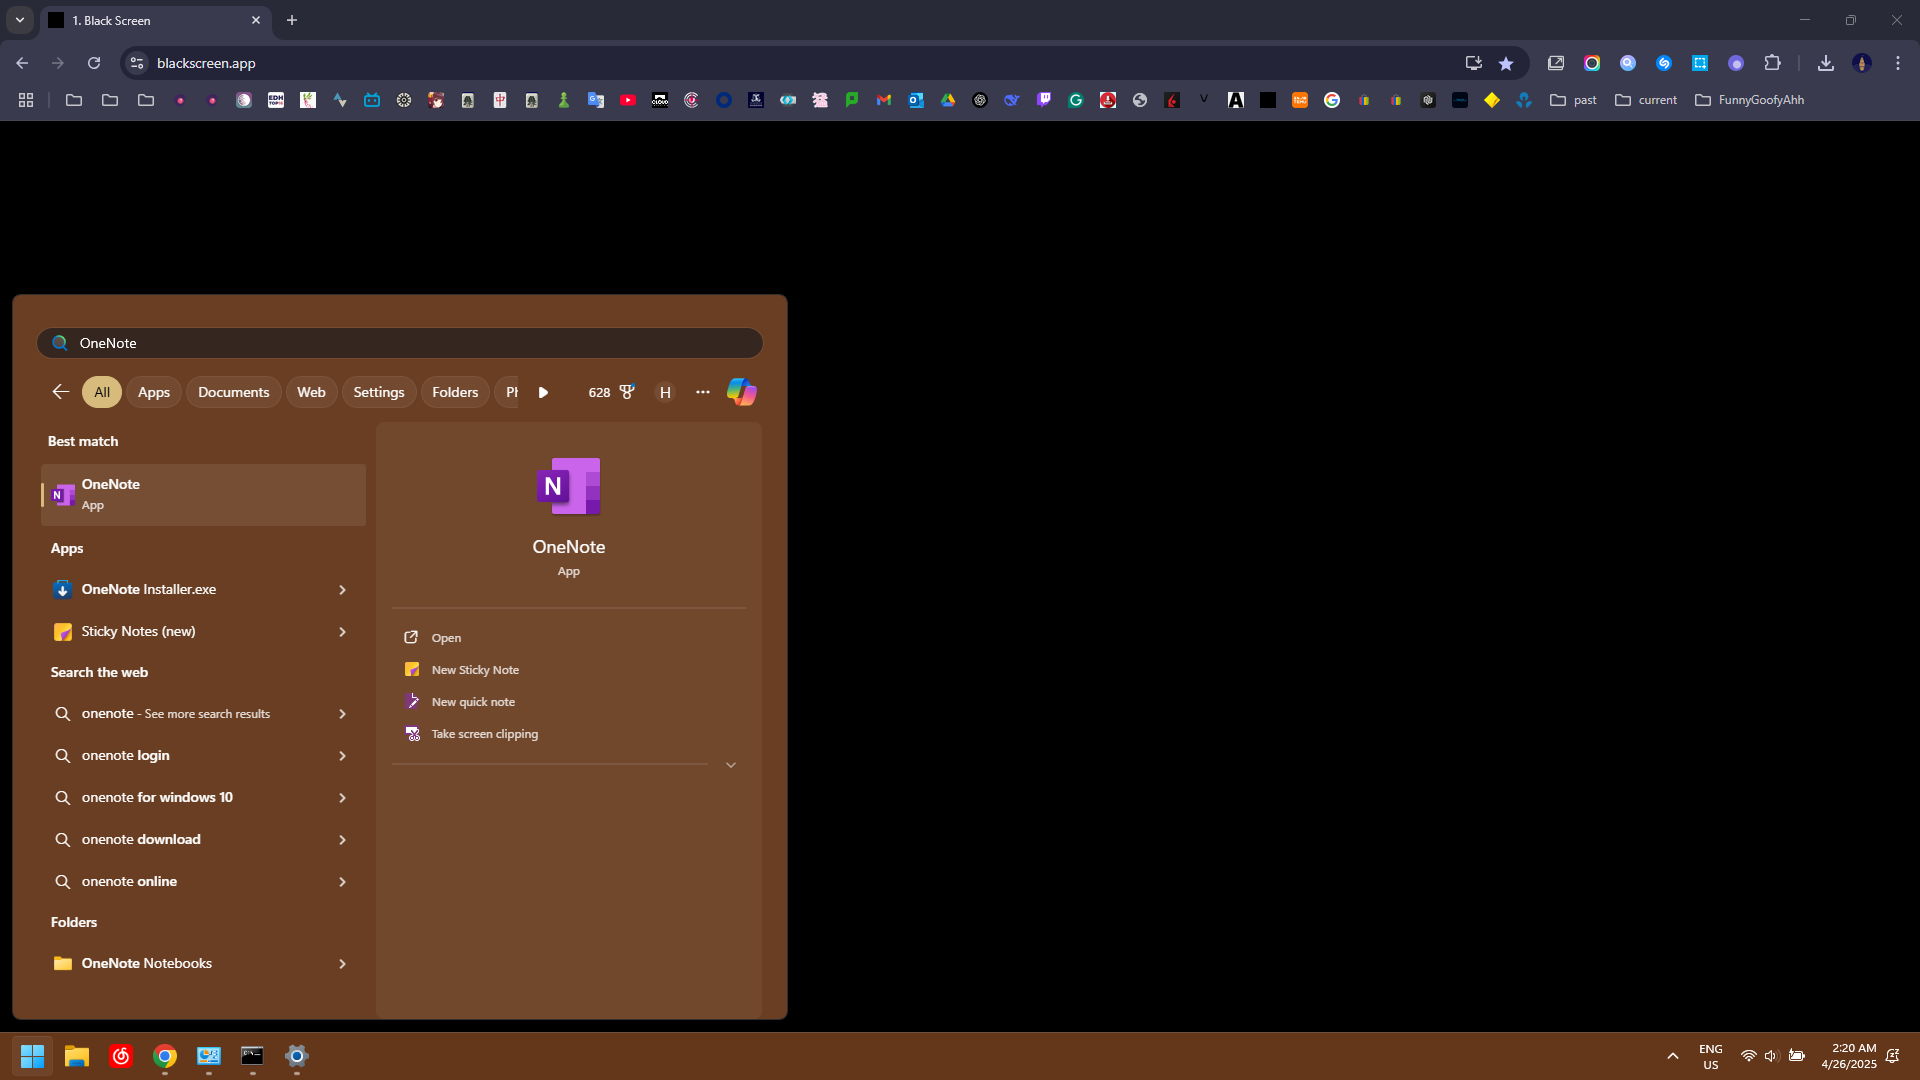 1. Black Screen
blackscreen.app
past
current
FunnyGoofyAhh
OneNote
All
Apps
Documents
Web
Settings
Folders
628
H
Best match
OneNote
App
Apps
OneNote Installer.exe
Sticky Notes (new)
Search the web
onenote - See more search results
onenote login
onenote for windows 10
onenote download
onenote online
Folders
OneNote Notebooks
N
OneNote
App
Open
New Sticky Note
New quick note
Take screen clipping
ENG
US
2:20 AM
4/26/2025